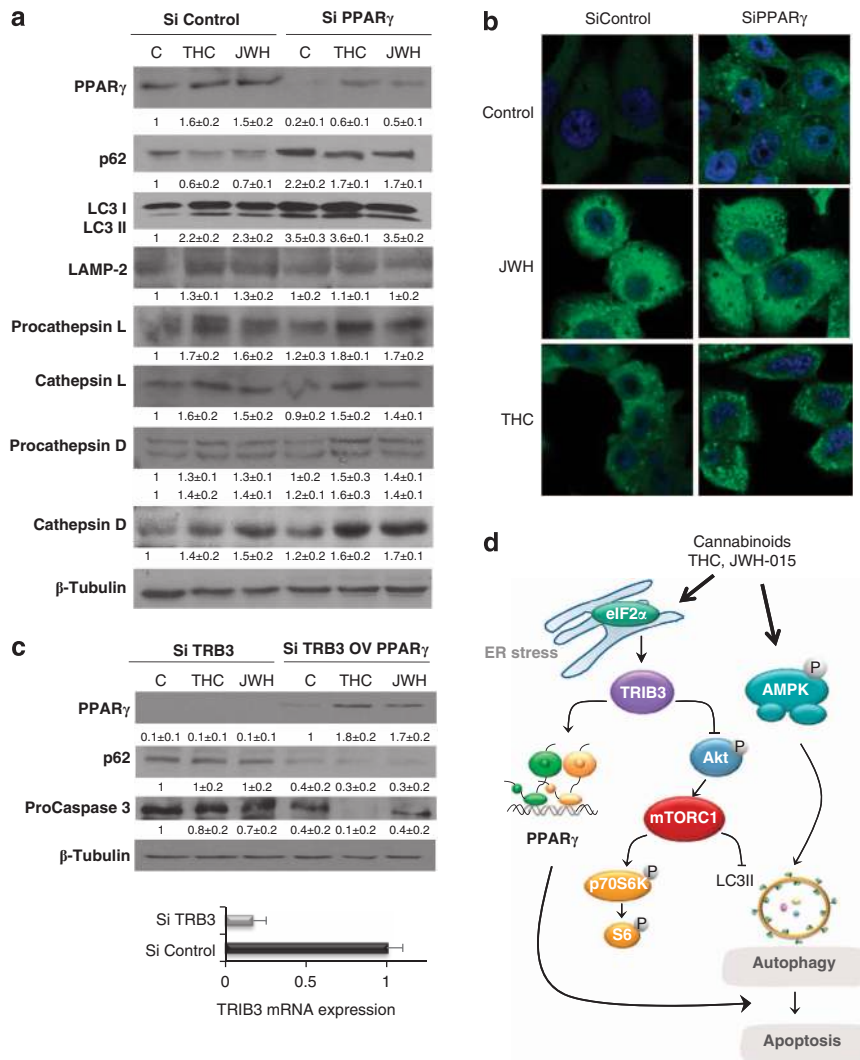 a
Si Control Si PPARγ
C THC JWH C THC JWH
PPARγ
1 1.6±0.2 1.5±0.2 0.2±0.1 0.6±0.1 0.5±0.1
p62
1 0.6±0.2 0.7±0.1 2.2±0.2 1.7±0.1 1.7±0.1
LC3 I
LC3 II
1 2.2±0.2 2.3±0.2 3.5±0.3 3.6±0.1 3.5±0.2
LAMP-2
1 1.3±0.1 1.3±0.2 1±0.2 1.1±0.1 1±0.2
Procathepsin L
1 1.7±0.2 1.6±0.2 1.2±0.3 1.8±0.1 1.7±0.2
Cathepsin L
1 1.6±0.2 1.5±0.2 0.9±0.2 1.5±0.2 1.4±0.1
Procathepsin D
1 1.3±0.1 1.3±0.1 1±0.2 1.5±0.3 1.4±0.1
1 1.4±0.2 1.4±0.1 1.2±0.1 1.6±0.3 1.4±0.1
Cathepsin D
1 1.4±0.2 1.5±0.2 1.2±0.2 1.6±0.2 1.7±0.1
β-Tubulin
b
SiControl SiPPARγ
Control
JWH
THC
c
Si TRB3 Si TRB3 OV PPARγ
C THC JWH C THC JWH
PPARγ
0.1±0.1 0.1±0.1 0.1±0.1 1 1.8±0.2 1.7±0.2
p62
1 1±0.2 1±0.2 0.4±0.2 0.3±0.2 0.3±0.2
ProCaspase 3
1 0.8±0.2 0.7±0.2 0.4±0.2 0.1±0.2 0.4±0.2
β-Tubulin
Si TRB3
Si Control
0 0.5 1
TRIB3 mRNA expression
d
Cannabinoids
THC, JWH-015
eIF2α
ER stress
P
TRIB3
AMPK
P
Akt
mTORC1
PPARγ
P
p70S6K
LC3II
P
S6
Autophagy
Apoptosis